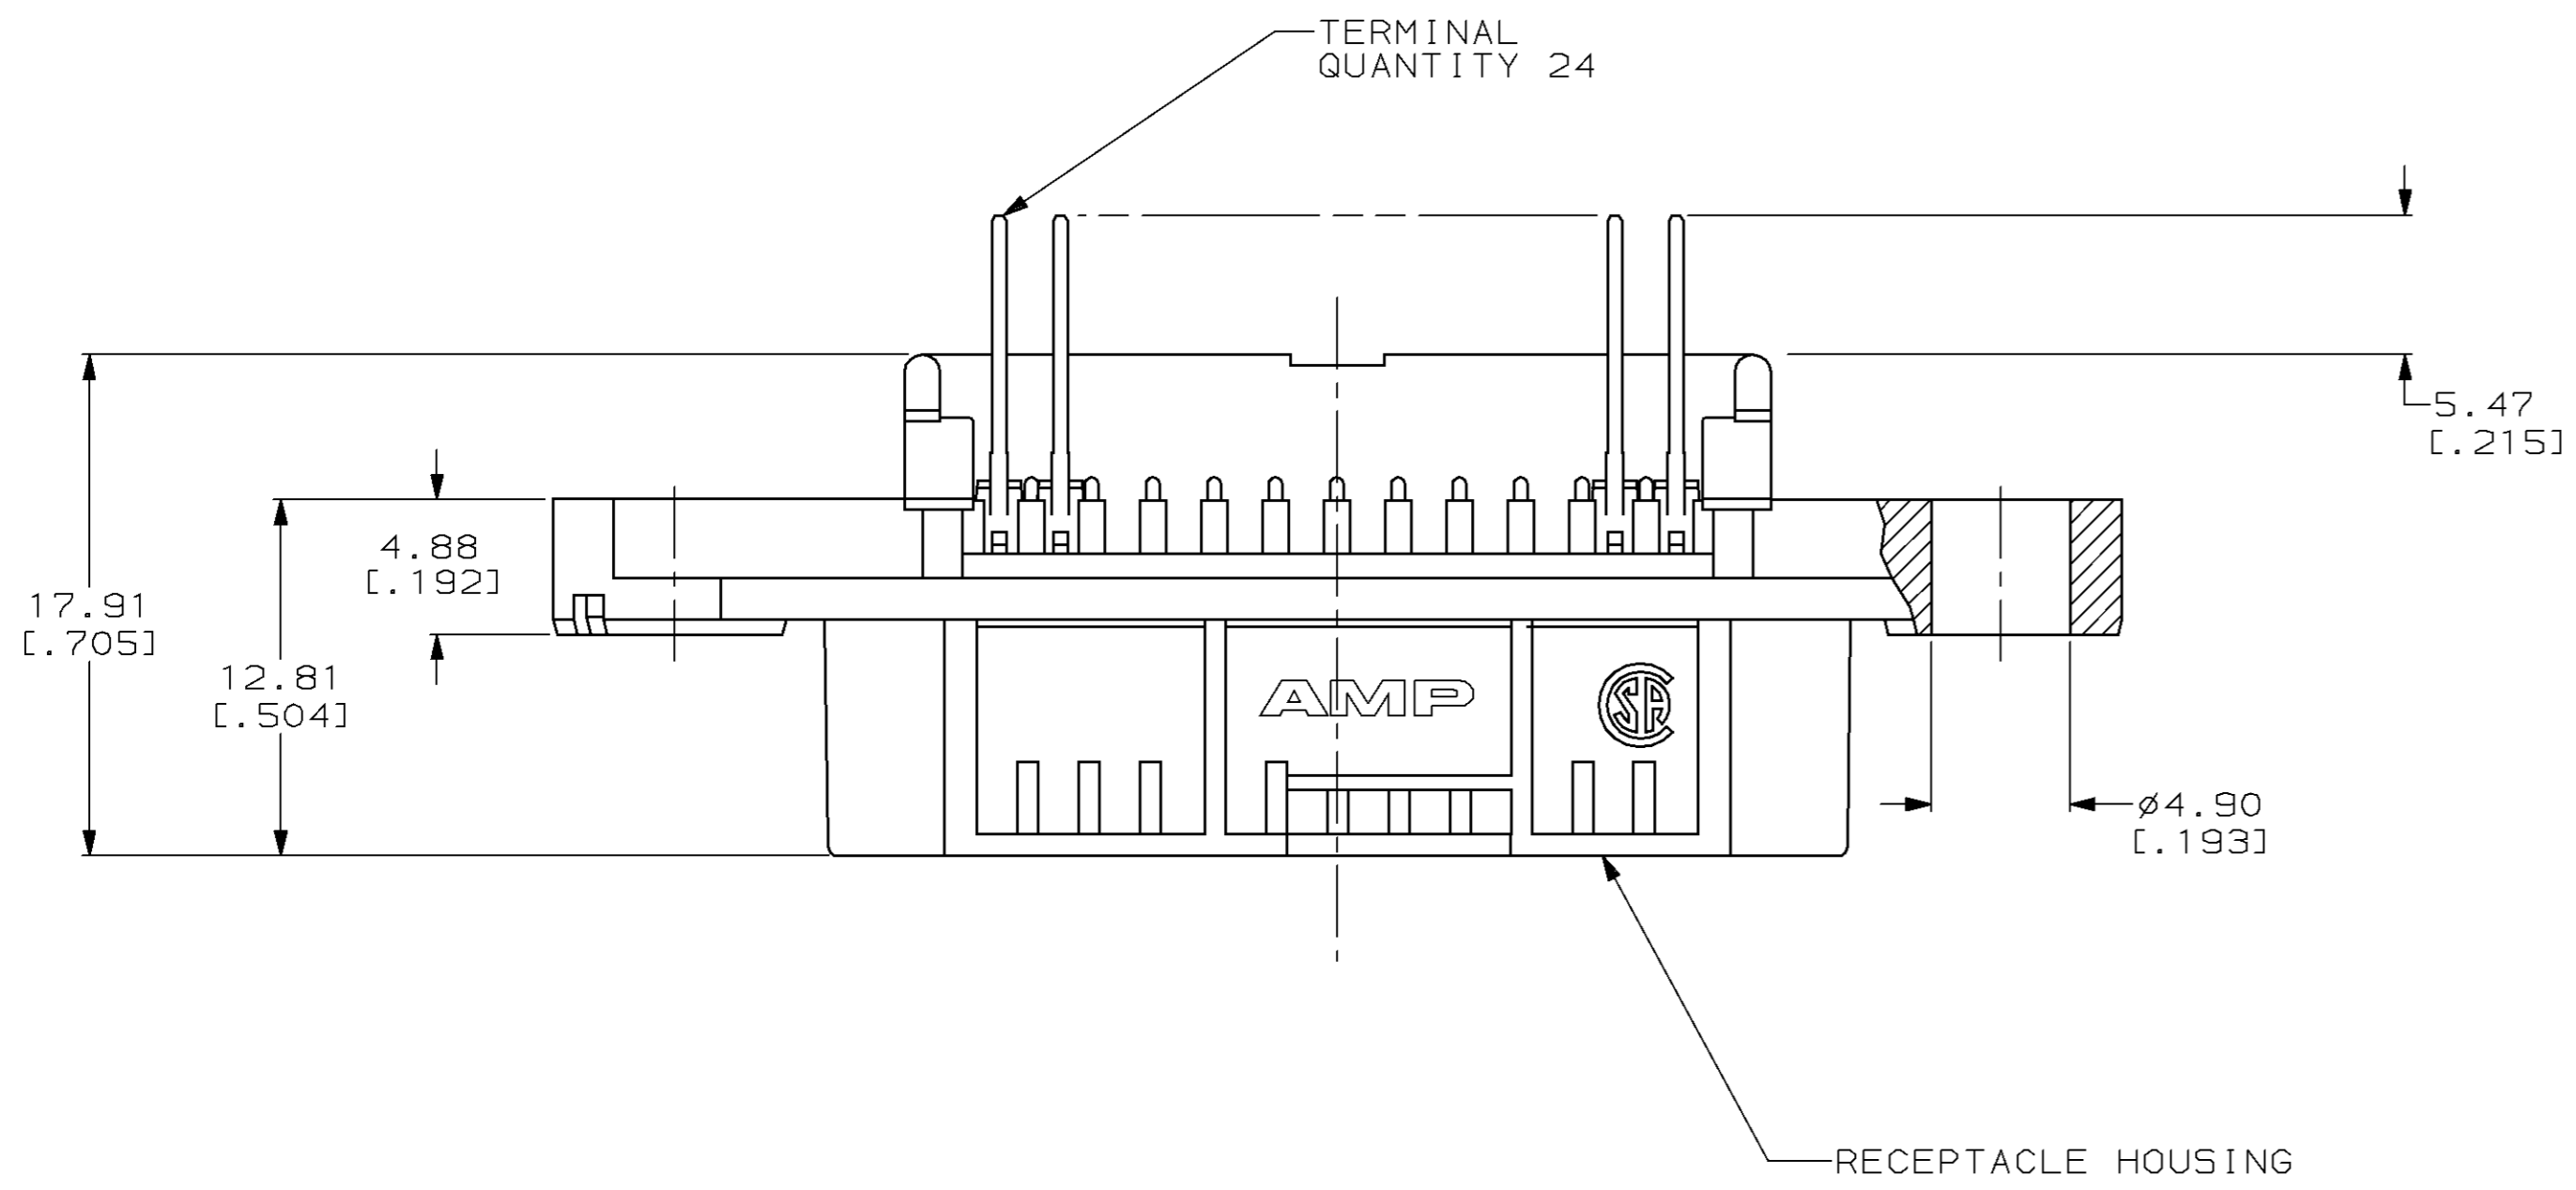 TERMINAL
QUANTITY 24
5.47
[.215]
4.88
[.192]
17.91
[.705]
12.81
[.504]
AMP
CSA
ø4.90
[.193]
RECEPTACLE HOUSING